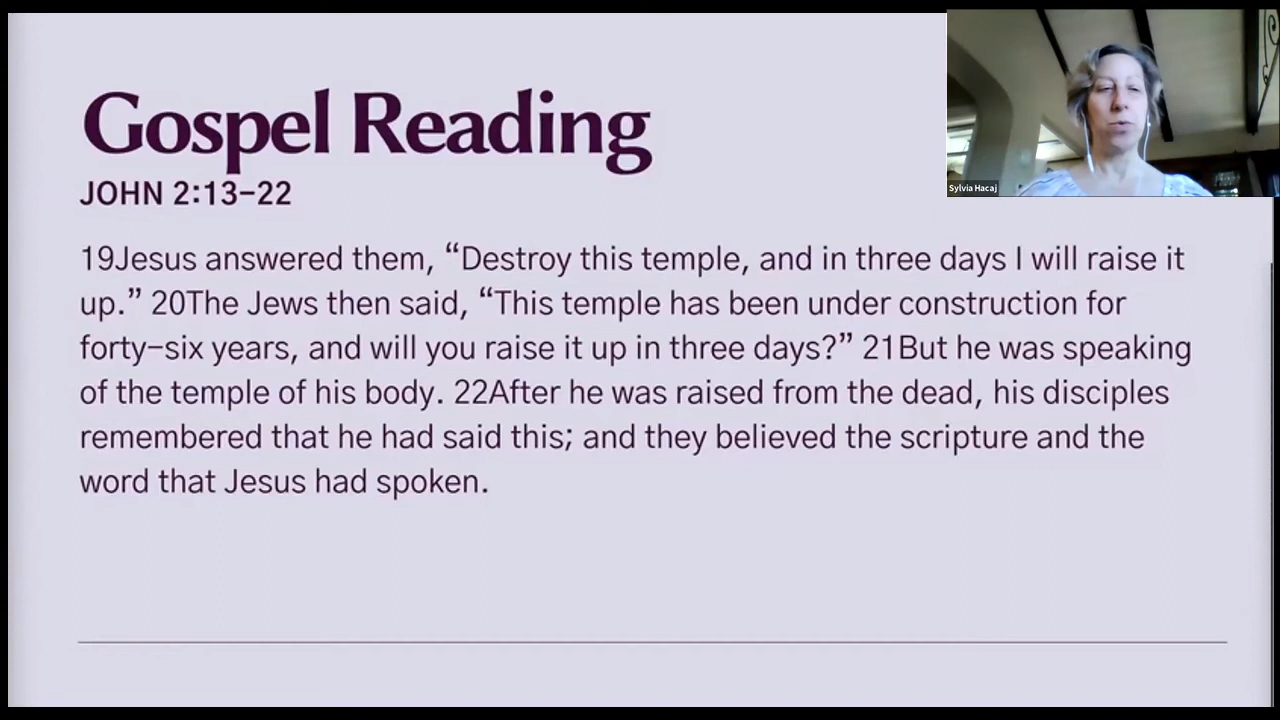 Gospel Reading
JOHN 2:13–22
19Jesus answered them, “Destroy this temple, and in three days I will raise it
up.” 20The Jews then said, “This temple has been under construction for
forty–six years, and will you raise it up in three days?” 21But he was speaking
of the temple of his body. 22After he was raised from the dead, his disciples
remembered that he had said this; and they believed the scripture and the
word that Jesus had spoken.
Sylvia Hacaj